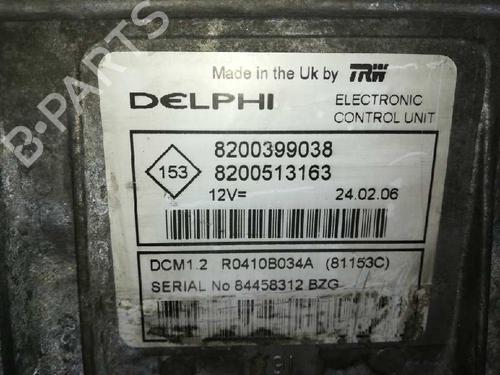 Made in the Uk by TRW
DELPHI ELECTRONIC CONTROL UNIT
153
8200399038
8200513163
12V= 24.02.06
DCM1.2 R0410B034A (81153C)
SERIAL No 84458312 BZG
B-PARTS